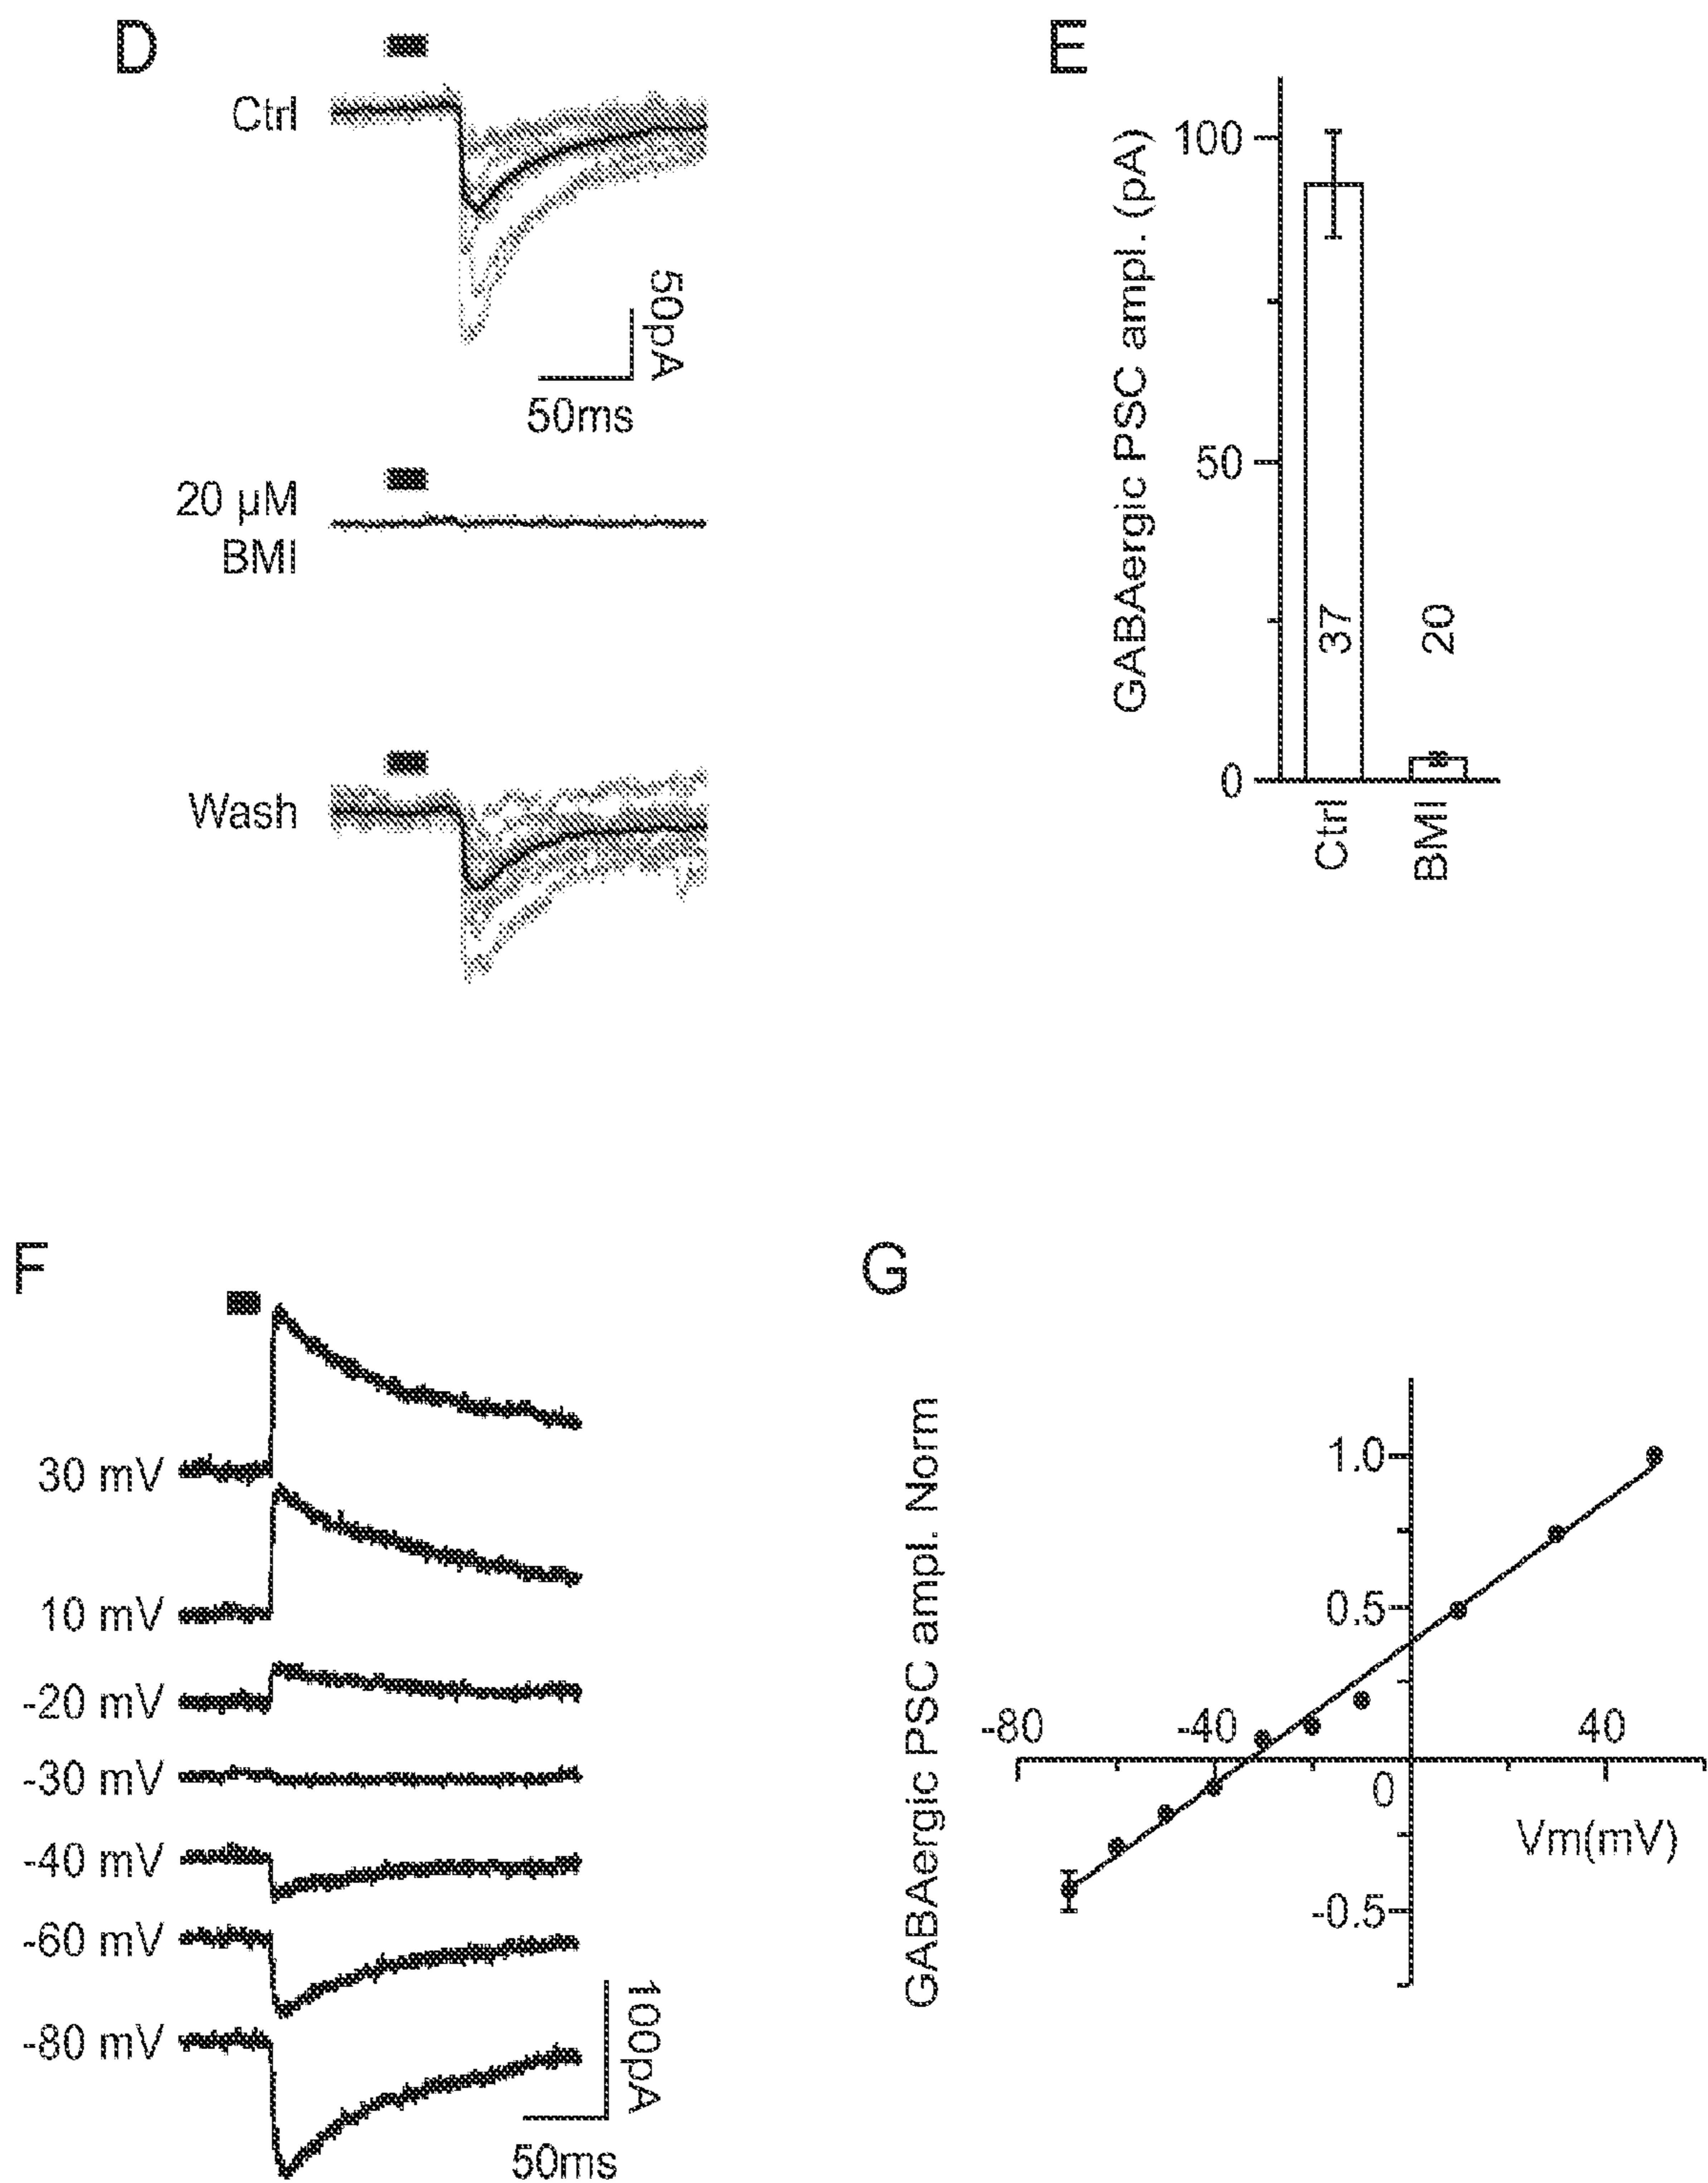 D
Ctrl
50pA
50ms
20 µM
BMI
Wash
E
GABAergic PSC ampl. (pA)
100
50
0
37
20
Ctrl
BMI
F
30 mV
10 mV
-20 mV
-30 mV
-40 mV
-60 mV
-80 mV
100pA
50ms
G
GABAergic PSC ampl. Norm
1.0
0.5
-80
-40
40
0
Vm(mV)
-0.5